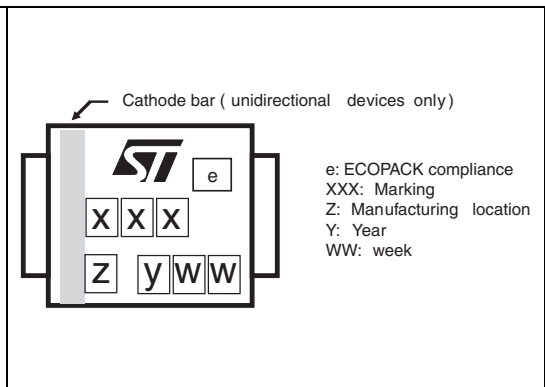 Cathode bar ( unidirectional devices only )
ST
e
x x x
z y w w
e: ECOPACK compliance
XXX: Marking
Z: Manufacturing location
Y: Year
WW: week